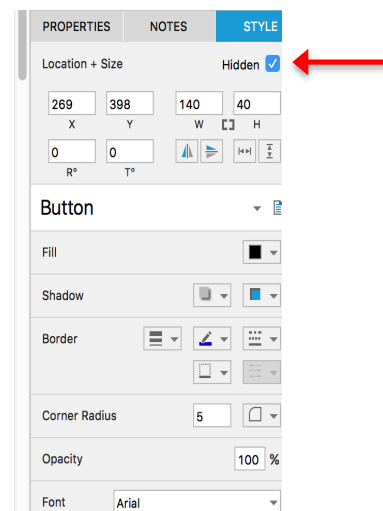 PROPERTIES NOTES STYLE
Location + Size Hidden
269 398 140 40
X Y W H
0 0
R° T°
Button
Fill
Shadow
Border
Corner Radius 5
Opacity 100 %
Font Arial